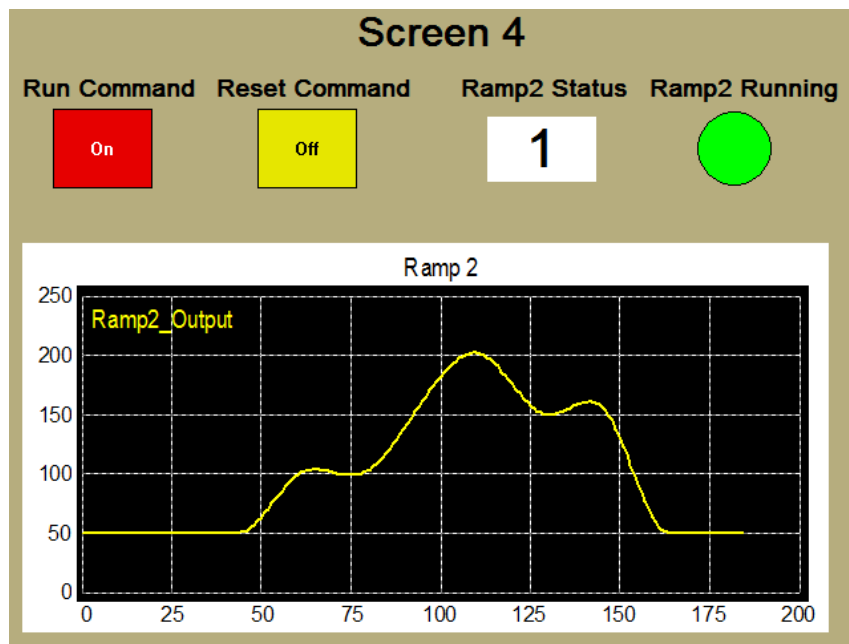 Screen 4
Run Command Reset Command Ramp2 Status Ramp2 Running
On Off 1
Ramp 2
250
Ramp2_Output
200
150
100
50
0
0 25 50 75 100 125 150 175 200